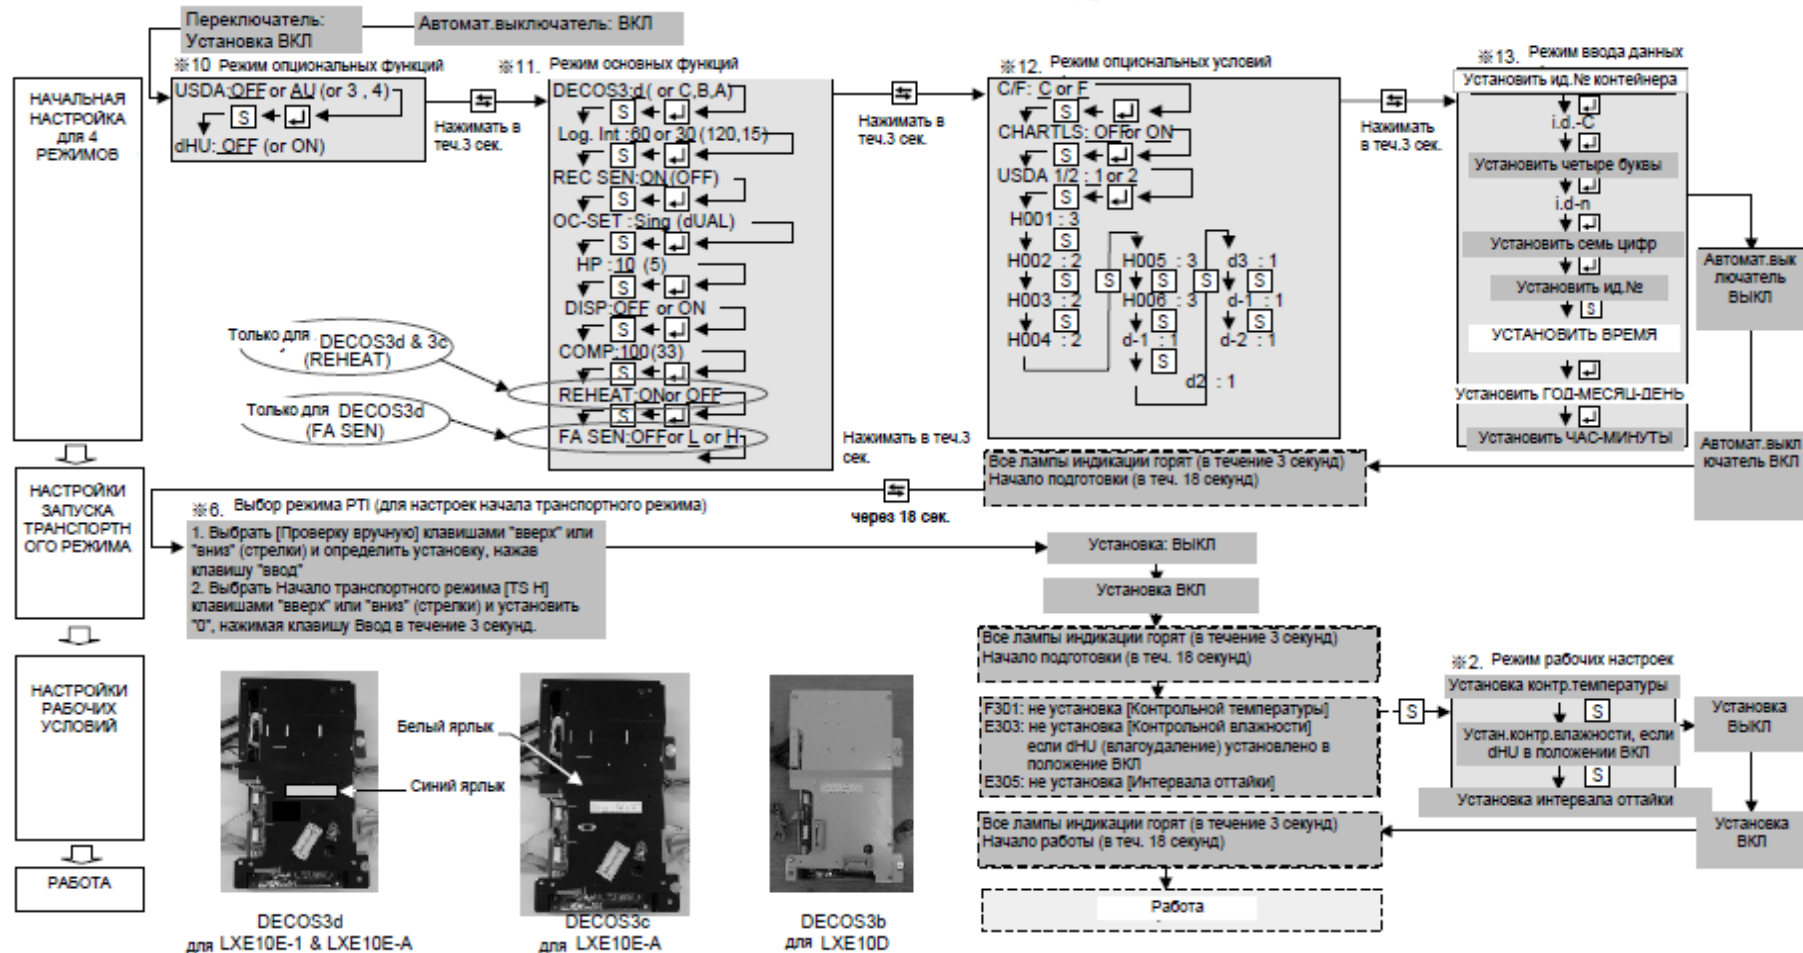 Переключатель:
Установка ВКЛ
Автомат.выключатель: ВКЛ
НАЧАЛЬНАЯ
НАСТРОЙКА
для 4
РЕЖИМОВ
※10 Режим опциональных функций
USDA:OFF or AU (or 3 , 4)
S
dHU: OFF (or ON)
Нажимать в
теч.3 сек.
※11. Режим основных функций
DECOS3:d( or C,B,A)
S
Log. Int :60 or 30 (120,15)
S
REC SEN:ON(OFF)
S
OC-SET :Sing (dUAL)
S
HP : 10 (5)
S
DISP:OFF or ON
S
COMP:100(33)
S
REHEAT:ONor OFF
S
FA SEN:OFFor L or H
Только для DECOS3d & 3c
(REHEAT)
Только для DECOS3d
(FA SEN)
Нажимать в
теч.3 сек.
※12. Режим опциональных условий
C/F: C or F
S
CHARTLS: OFFor ON
S
USDA 1/2 : 1 or 2
S
H001 : 3
S
H002 : 2
S
H003 : 2
S
H004 : 2
S
H005 : 3
S
H006 : 3
S
d-1 : 1
S
d2 : 1
S
d3 : 1
S
d-1 : 1
S
d-2 : 1
Нажимать
в теч.3 сек.
※13. Режим ввода данных
Установить ид.№ контейнера
i.d.-C
Установить четыре буквы
i.d-n
Установить семь цифр
Установить ид.№
S
УСТАНОВИТЬ ВРЕМЯ
Установить ГОД-МЕСЯЦ-ДЕНЬ
Установить ЧАС-МИНУТЫ
Автомат.вык
лючатель
ВЫКЛ
Автомат.выкл
ючатель ВКЛ
Все лампы индикации горят (в течение 3 секунд)
Начало подготовки (в теч. 18 секунд)
Нажимать в теч.3
сек.
через 18 сек.
НАСТРОЙКИ
ЗАПУСКА
ТРАНСПОРТН
ОГО РЕЖИМА
※6. Выбор режима PTI (для настроек начала транспортного режима)
1. Выбрать [Проверку вручную] клавишами "вверх" или
"вниз" (стрелки) и определить установку, нажав
клавишу "ввод"
2. Выбрать Начало транспортного режима [TS H]
клавишами "вверх" или "вниз" (стрелки) и установить
"0", нажимая клавишу Ввод в течение 3 секунд.
Установка: ВЫКЛ
Установка ВКЛ
Все лампы индикации горят (в течение 3 секунд)
Начало подготовки (в теч. 18 секунд)
НАСТРОЙКИ
РАБОЧИХ
УСЛОВИЙ
F301: не установка [Контрольной температуры]
E303: не установка [Контрольной влажности]
если dHU (влагоудаление) установлено в
положение ВКЛ
E305: не установка [Интервала оттайки]
S
※2. Режим рабочих настроек
Установка контр.температуры
S
Устан.контр.влажности, если
dHU в положении ВКЛ
S
Установка интервала оттайки
Установка
ВЫКЛ
Установка
ВКЛ
Все лампы индикации горят (в течение 3 секунд)
Начало работы (в теч. 18 секунд)
Работа
РАБОТА
Белый ярлык
Синий ярлык
DECOS3d
для LXE10E-1 & LXE10E-A
DECOS3c
для LXE10E-A
DECOS3b
для LXE10D